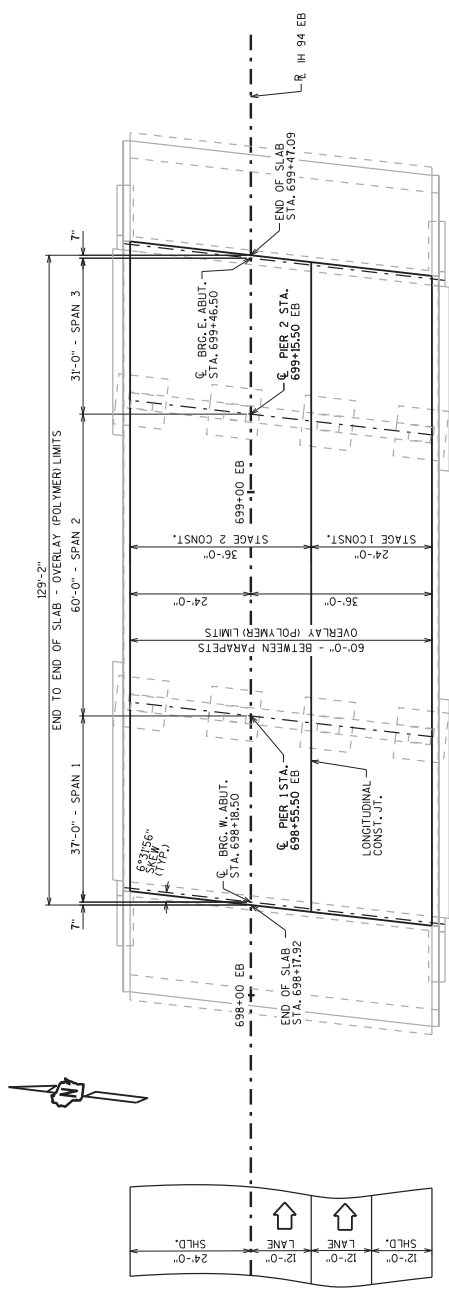 129'-2"
END TO END OF SLAB - OVERLAY (POLYMER) LIMITS
7"
37'-0" - SPAN 1
60'-0" - SPAN 2
31'-0" - SPAN 3
7"
6°31'56"
SKEW
(TYP.)
N
℄ BRG. W. ABUT.
STA. 698+18.50
℄ BRG. E. ABUT.
STA. 699+46.50
698+00 EB
699+00 EB
R IH 94 EB
END OF SLAB
STA. 698+17.92
℄ PIER 1 STA.
698+55.50 EB
℄ PIER 2 STA.
699+15.50 EB
END OF SLAB
STA. 699+47.09
LONGITUDINAL
CONST. JT.
60'-0" - BETWEEN PARAPETS
OVERLAY (POLYMER) LIMITS
24'-0"
36'-0"
36'-0"
STAGE 2 CONST.
24'-0"
STAGE 1 CONST.
24'-0"
SHLD.
12'-0"
LANE
12'-0"
LANE
12'-0"
SHLD.